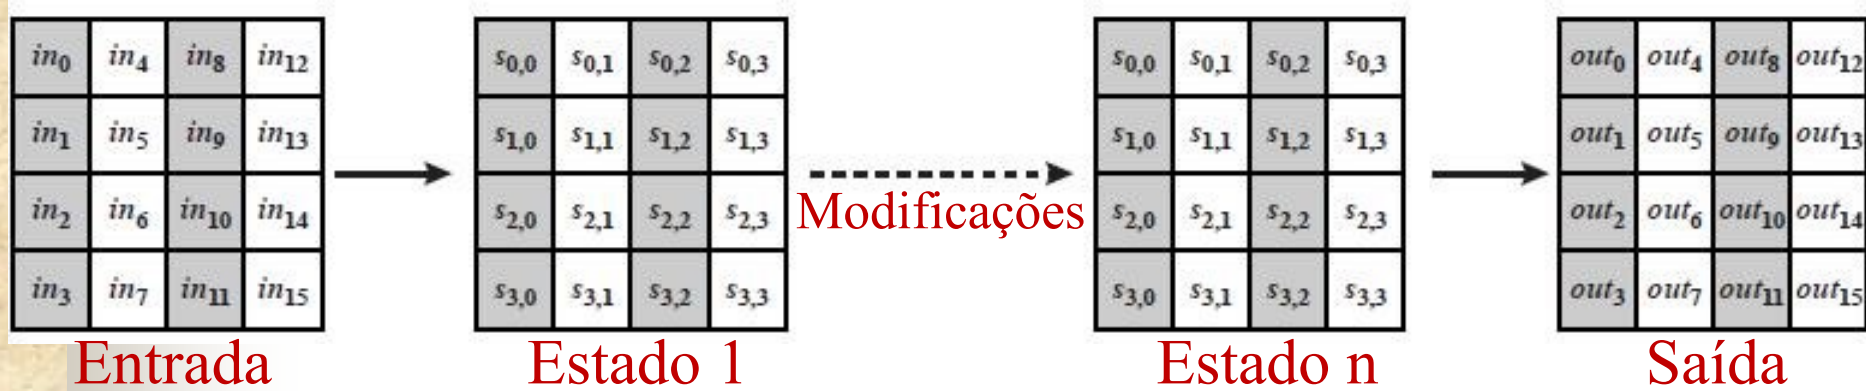 in0 in4 in8 in12 s0,0 s0,1 s0,2 s0,3 s0,0 s0,1 s0,2 s0,3 out0 out4 out8 out12
in1 in5 in9 in13 s1,0 s1,1 s1,2 s1,3 s1,0 s1,1 s1,2 s1,3 out1 out5 out9 out13
in2 in6 in10 in14 s2,0 s2,1 s2,2 s2,3 Modificações s2,0 s2,1 s2,2 s2,3 out2 out6 out10 out14
in3 in7 in11 in15 s3,0 s3,1 s3,2 s3,3 s3,0 s3,1 s3,2 s3,3 out3 out7 out11 out15
Entrada Estado 1 Estado n Saída